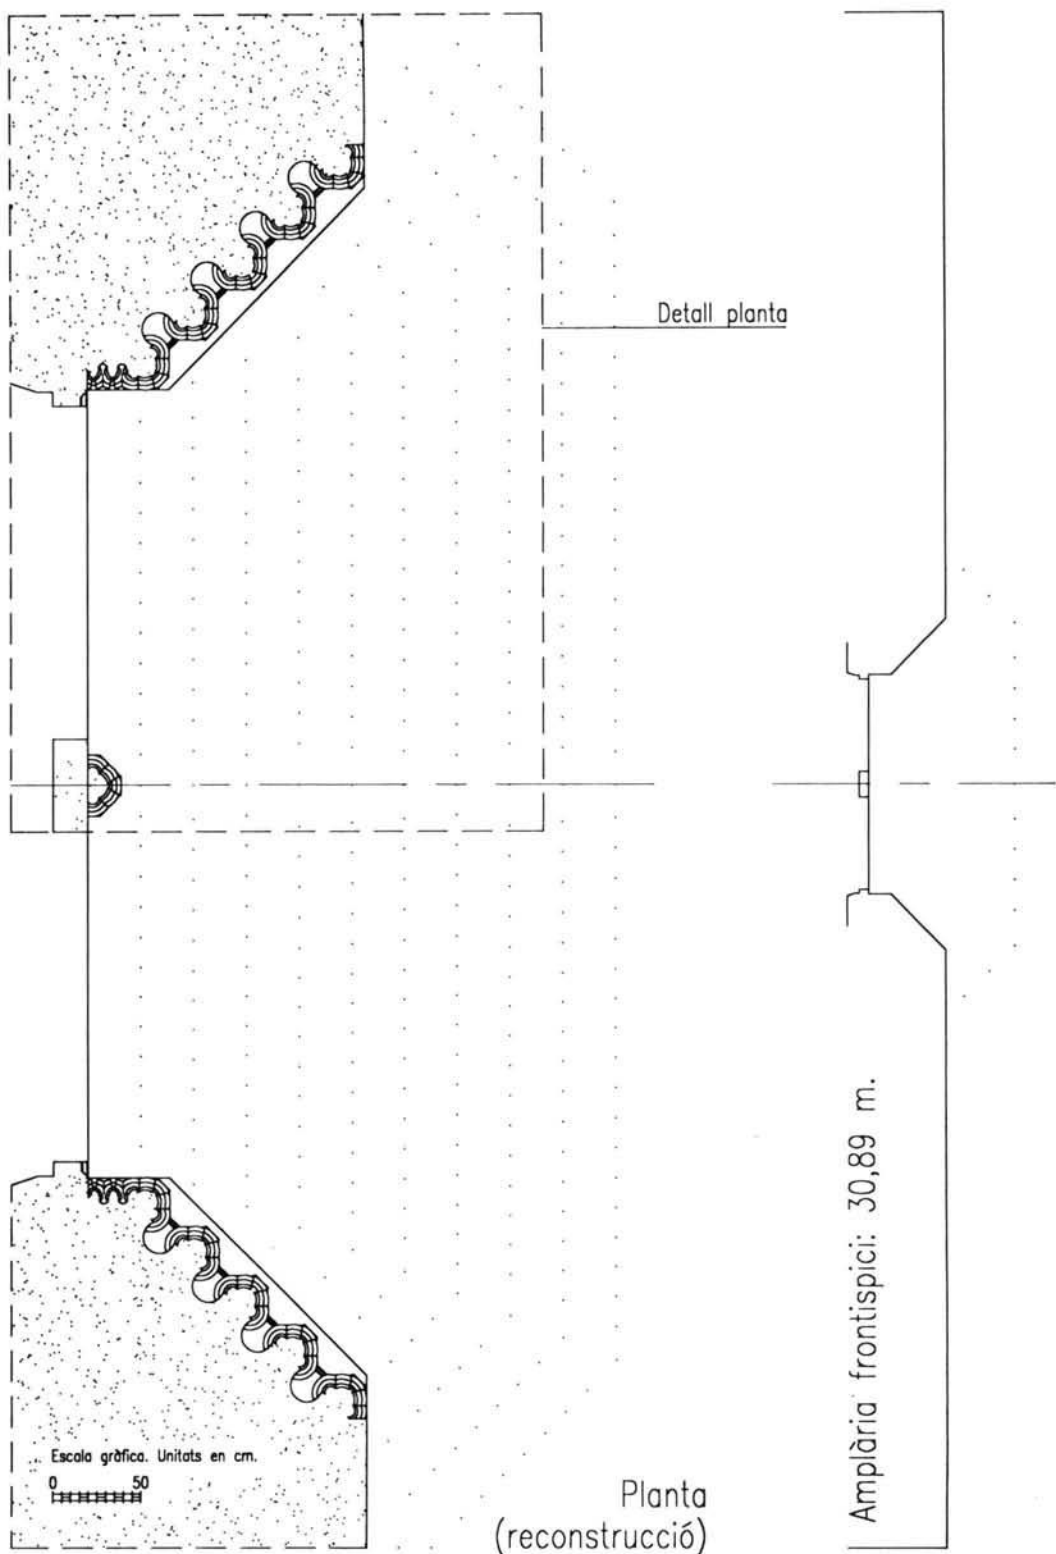 Detall planta
Amplària frontispici: 30,89 m.
Escala gràfica. Unitats en cm.
0 50
Planta
(reconstrucció)